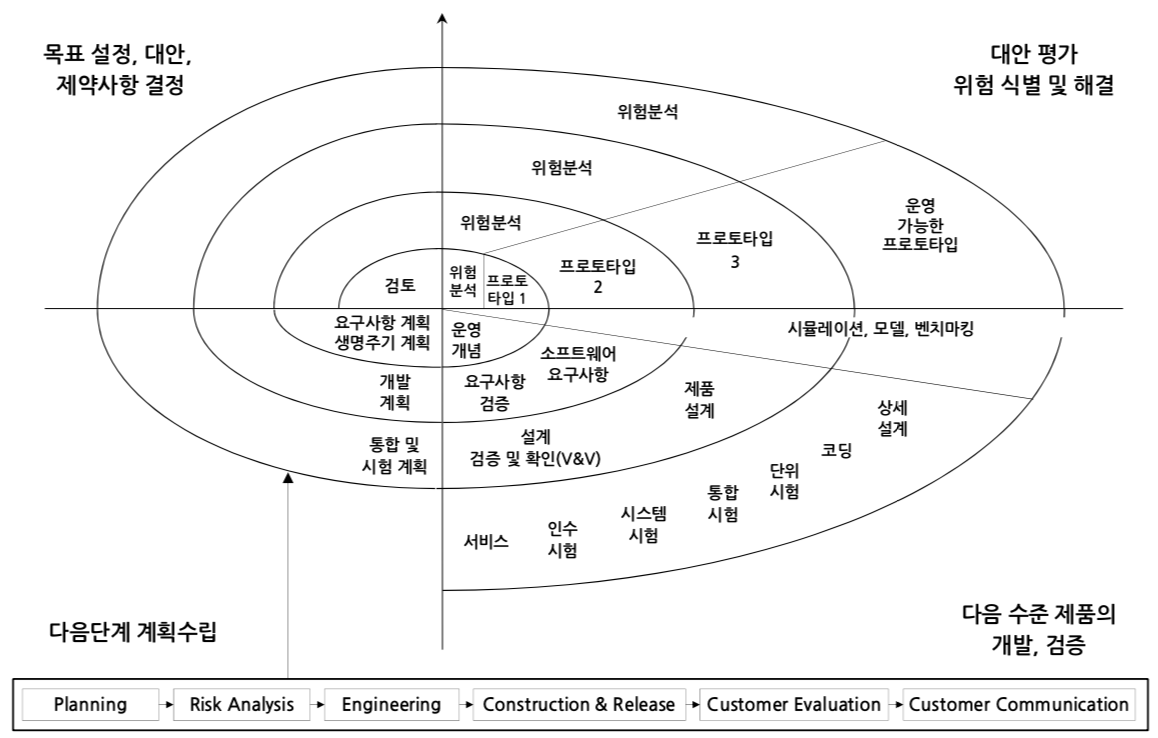 목표 설정, 대안,
제약사항 결정
대안 평가
위험 식별 및 해결
위험분석
위험분석
위험분석
운영
가능한
프로토타입
프로토타입
3
프로토타입
2
위험
분석
프로토
타입 1
검토
요구사항 계획
생명주기 계획
운영
개념
시뮬레이션, 모델, 벤치마킹
소프트웨어
요구사항
개발
계획
요구사항
검증
제품
설계
상세
설계
통합 및
시험 계획
설계
검증 및 확인(V&V)
코딩
단위
시험
통합
시험
시스템
시험
인수
시험
서비스
다음단계 계획수립
다음 수준 제품의
개발, 검증
Planning
Risk Analysis
Engineering
Construction & Release
Customer Evaluation
Customer Communication